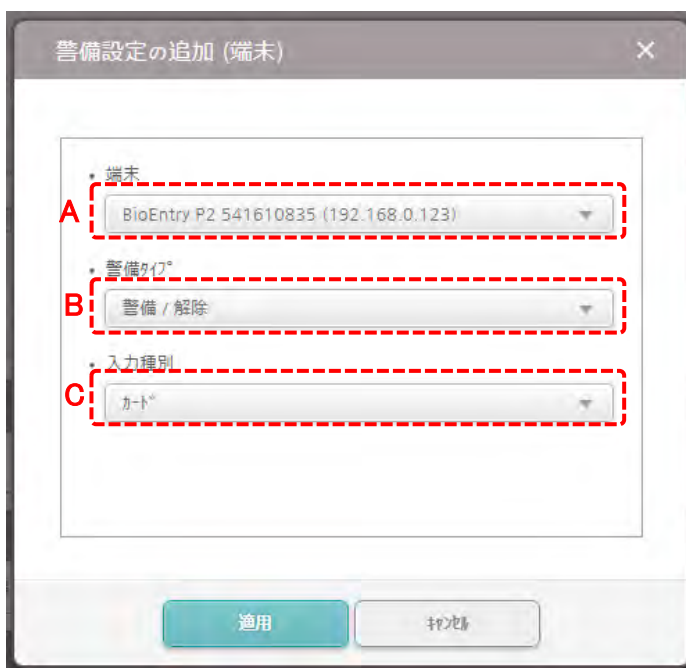 警備設定の追加 (端末) ×
• 端末
A BioEntry P2 541610835 (192.168.0.123)
• 警備ﾀｲﾌﾟ
B 警備 / 解除
• 入力種別
C ｶｰﾄﾞ
適用 ｷｬﾝｾﾙ